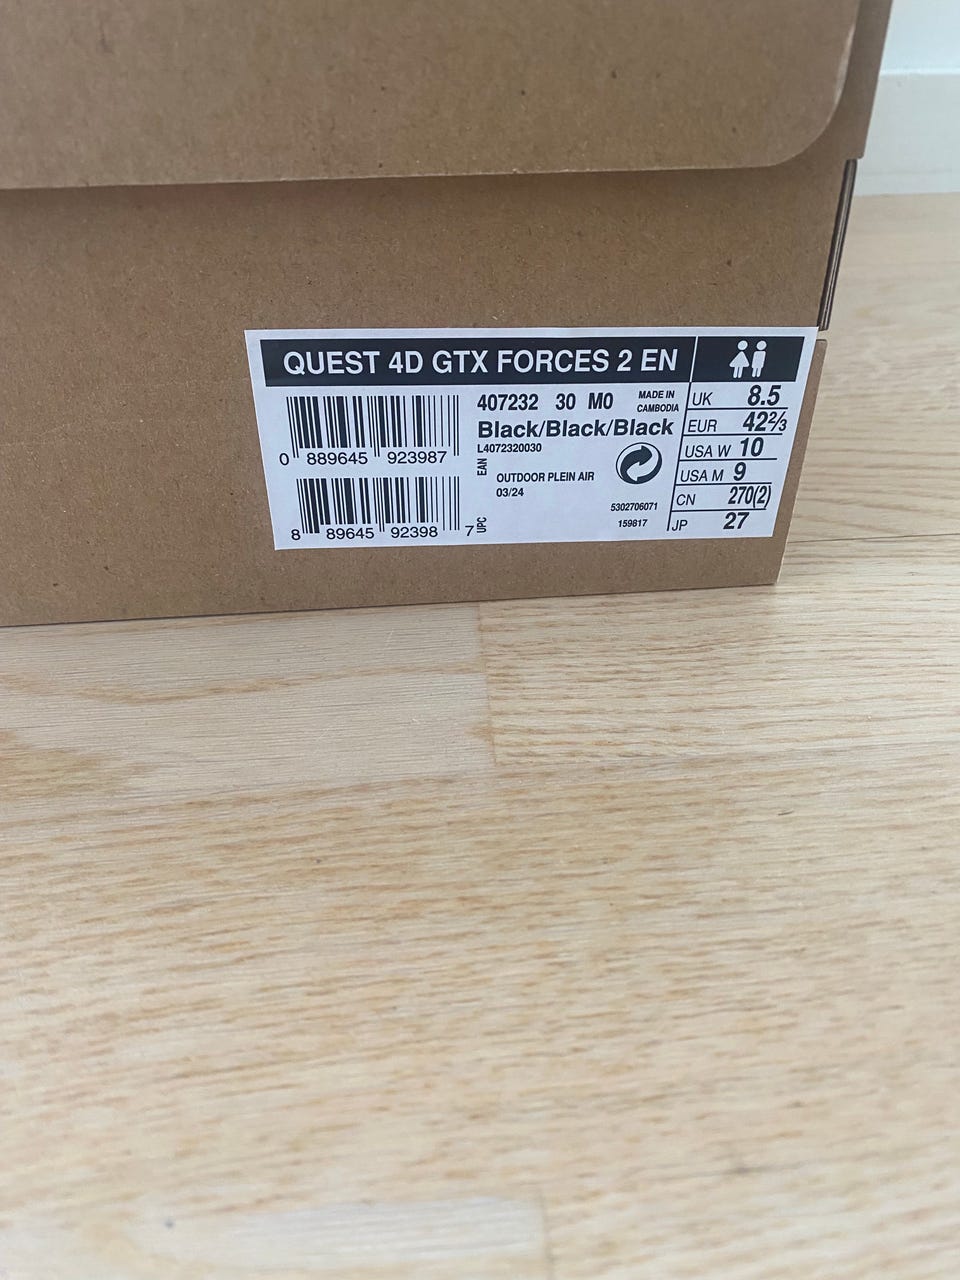 QUEST 4D GTX FORCES 2 EN
0 889645 923987
EAN
8 89645 92398 7
UPC
407232 30 M0
MADE IN
CAMBODIA
Black/Black/Black
L4072320030
OUTDOOR PLEIN AIR
03/24
5302706071
159817
UK 8.5
EUR 42⅔
USA W 10
USA M 9
CN 270(2)
JP 27